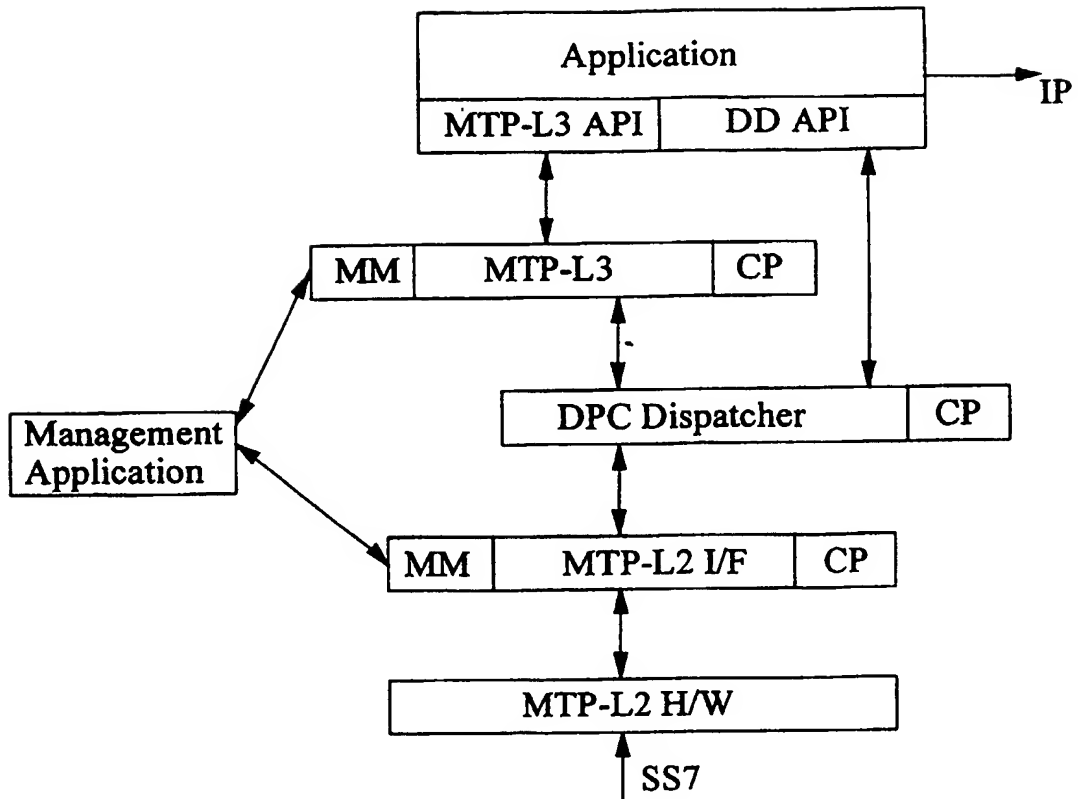 Application
IP
MTP-L3 API
DD API
MM
MTP-L3
CP
DPC Dispatcher
CP
Management
Application
MM
MTP-L2 I/F
CP
MTP-L2 H/W
SS7